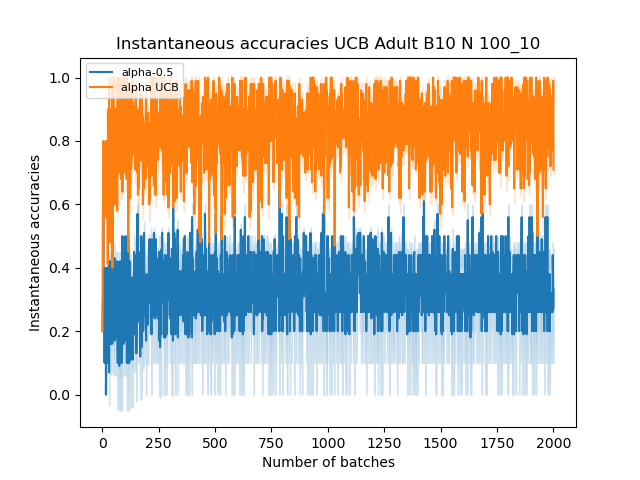 Instantaneous accuracies UCB Adult B10 N 100_10
alpha-0.5
alpha UCB
Instantaneous accuracies
1.0
0.8
0.6
0.4
0.2
0.0
0 250 500 750 1000 1250 1500 1750 2000
Number of batches